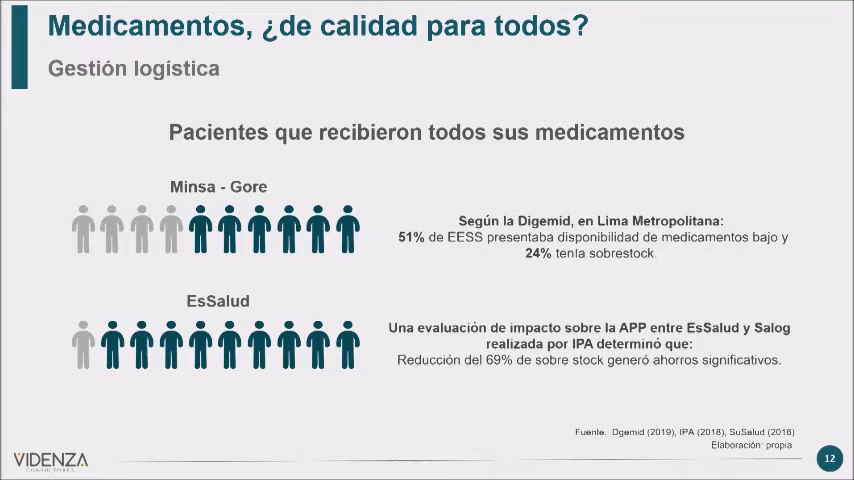 Medicamentos, ¿de calidad para todos?
Gestión logística
Pacientes que recibieron todos sus medicamentos
Minsa - Gore
Según la Digemid, en Lima Metropolitana:
51% de EESS presentaba disponibilidad de medicamentos bajo y
24% tenía sobrestock.
EsSalud
Una evaluación de impacto sobre la APP entre EsSalud y Salog
realizada por IPA determinó que:
Reducción del 69% de sobre stock generó ahorros significativos.
Fuente. Dgemid (2019), IPA (2018), SuSalud (2016)
Elaboración: propia
VIDENZA
CONSULTORES
12